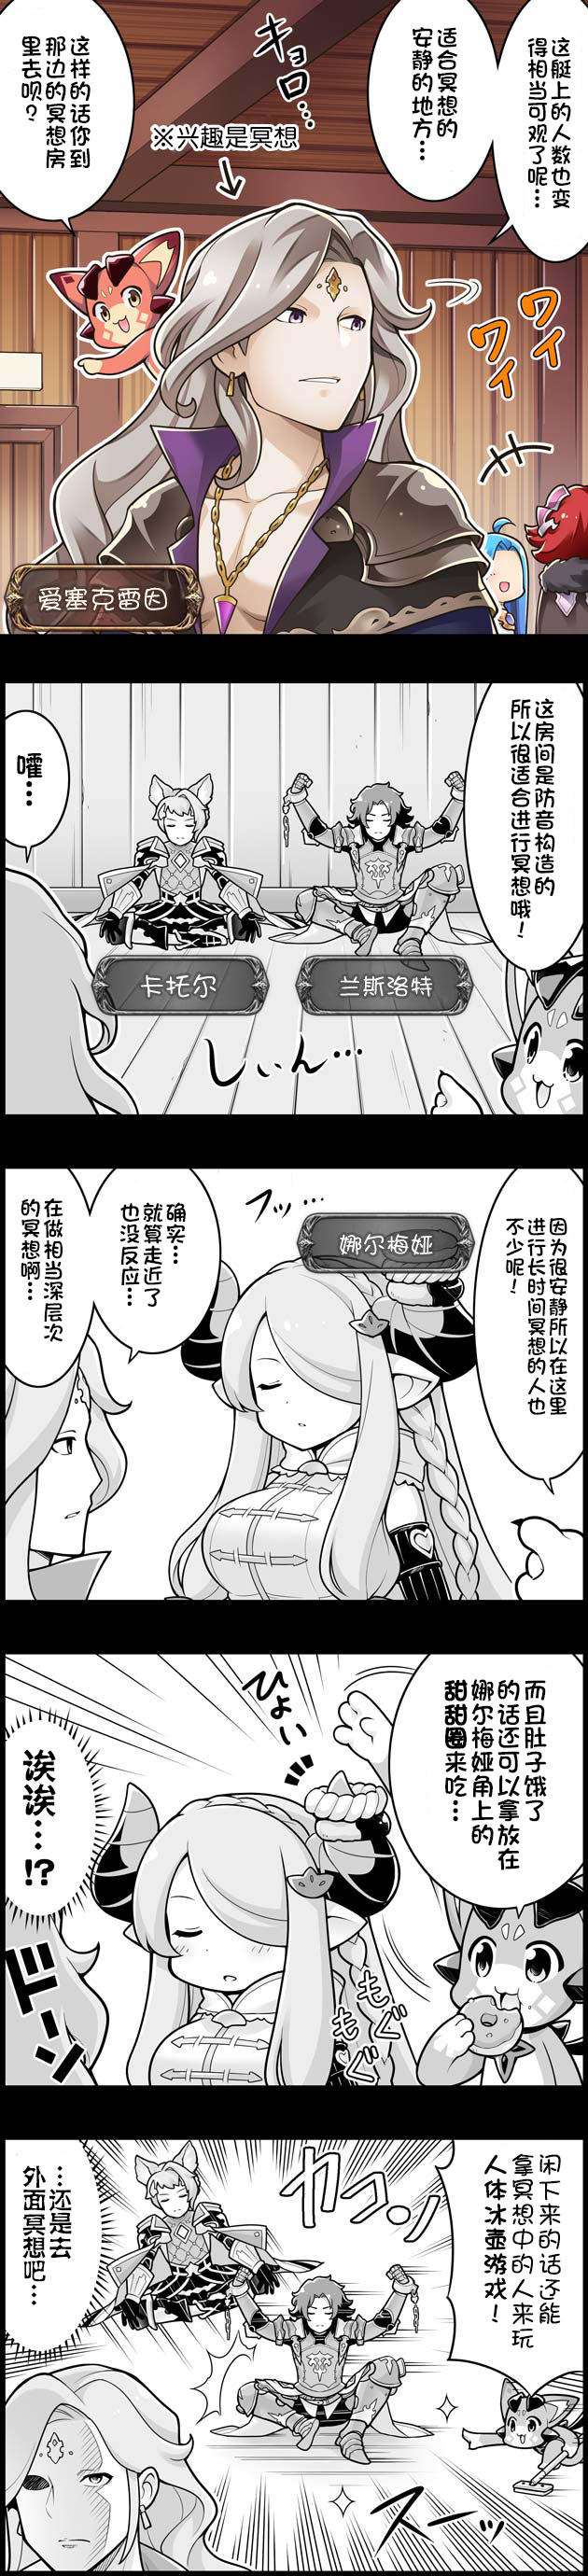 这艇上的人数也变
得相当可观了呢…
适合冥想的
安静的地方…
キョロ…
※兴趣是冥想
这样的话你到
那边的冥想房
里去呗?
ワイ
ワイ
爱塞克雷因
这房间是防音构造的
所以很适合进行冥想哦!
嚯…
卡托尔
兰斯洛特
しぃん…
因为很安静所以在这里
进行长时间冥想的人也
不少呢!
フッ…
娜尔梅娅
确实…
就算走近了
也没反应…
在做相当深层次
的冥想啊…
而且肚子饿了
的话还可以拿放在
娜尔梅娅角上的
甜甜圈来吃…
ひょい
诶诶…!?
ドーン
もぐ
もぐ
闲下来的话还能
拿冥想中的人来玩
人体冰壶游戏!
カコーン
…还是去
外面冥想吧…
スーッ